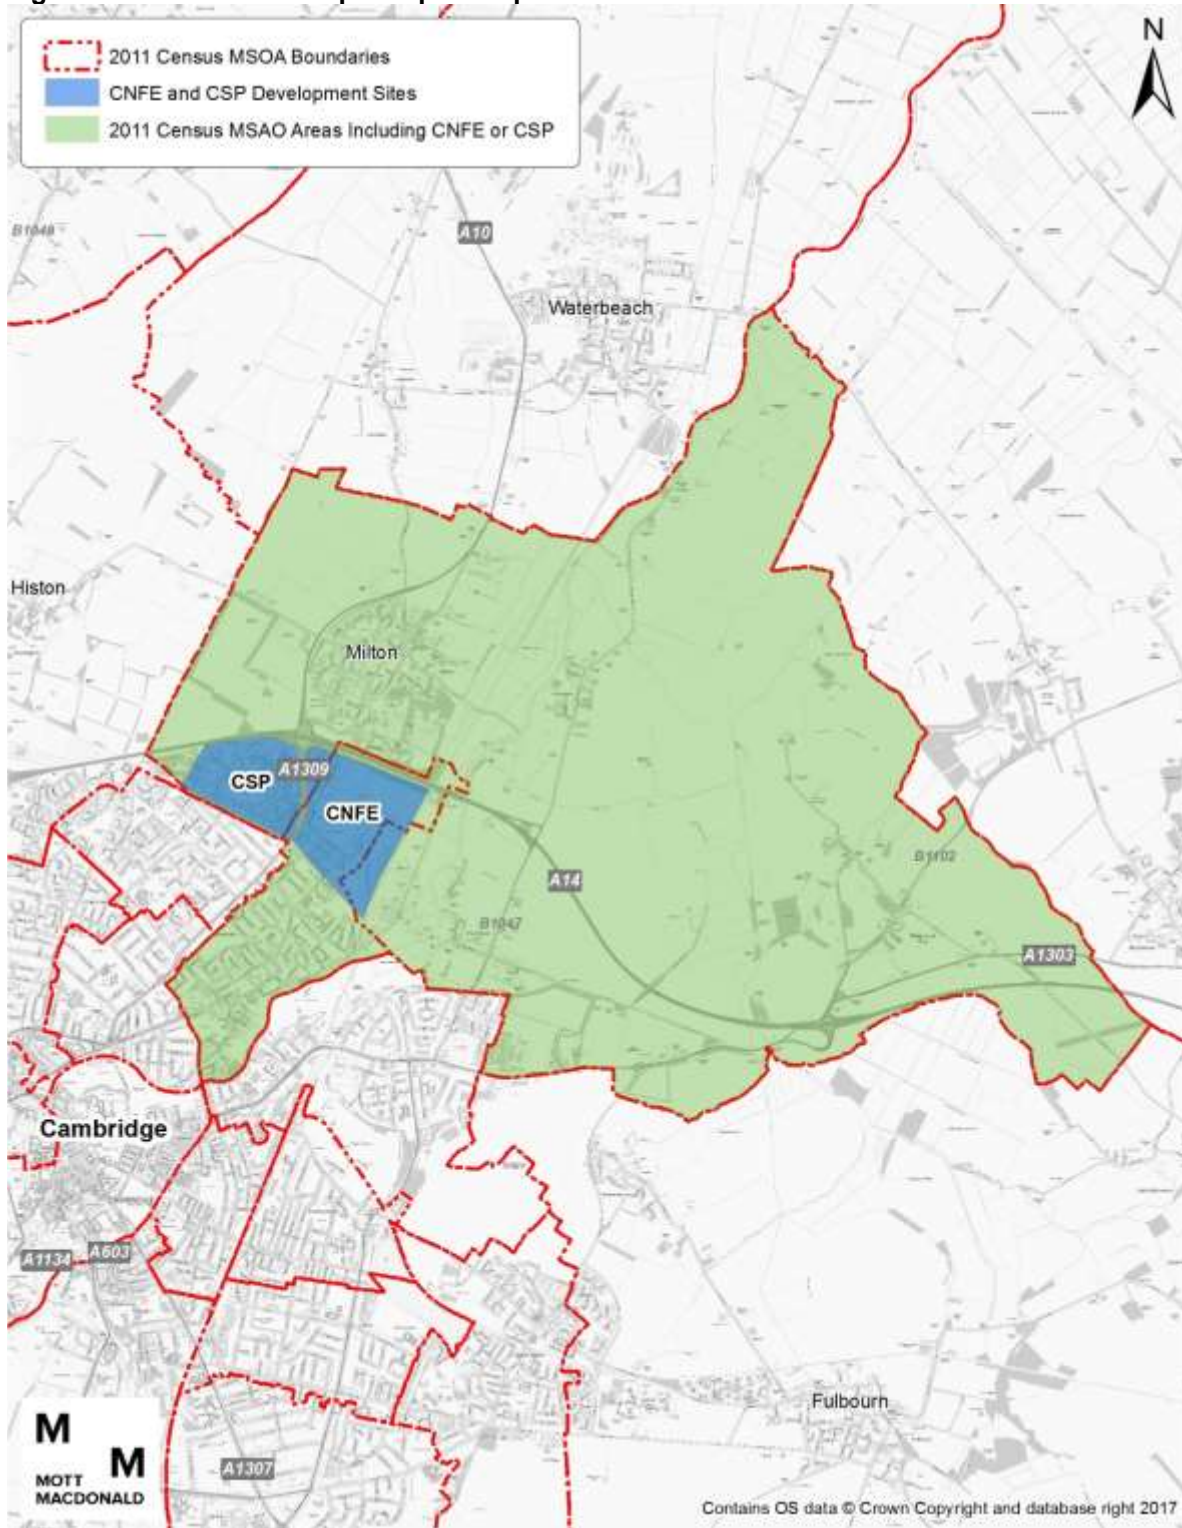 2011 Census MSOA Boundaries
CNFE and CSP Development Sites
2011 Census MSAO Areas Including CNFE or CSP
N
B1049
A10
Waterbeach
Histon
Milton
CSP
A1309
CNFE
B1102
A14
B1047
A1303
Cambridge
A1134
A603
Fulbourn
A1307
M
M
MOTT
MACDONALD
Contains OS data © Crown Copyright and database right 2017